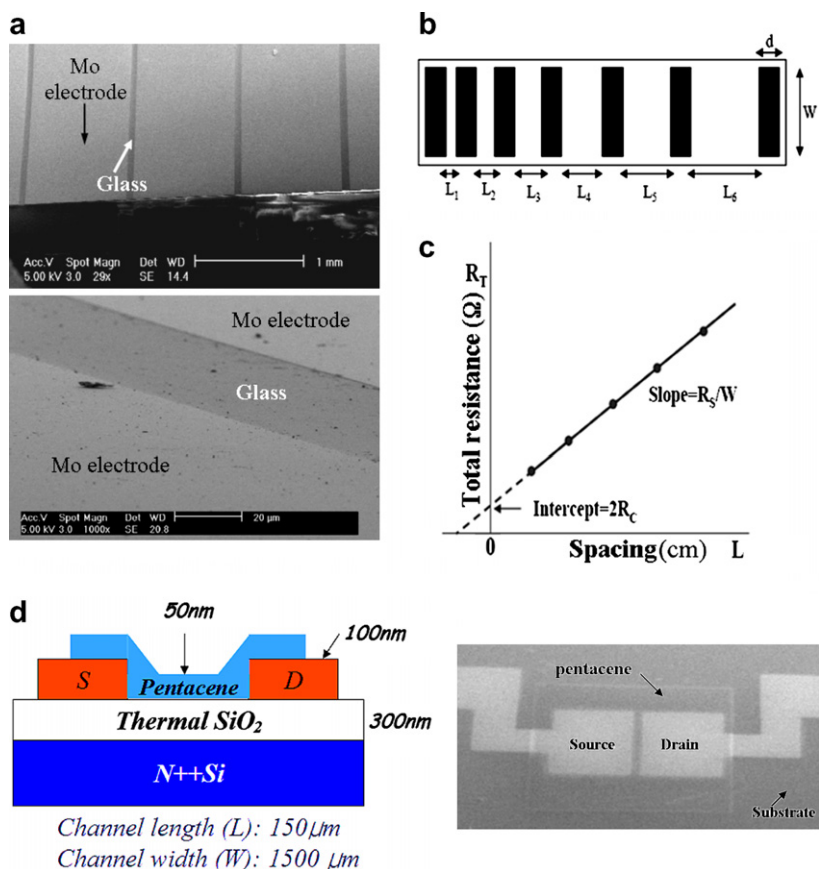 a
Mo
electrode
Glass
Acc.V Spot Magn Det WD
5.00 kV 3.0 29x SE 14.4
1 mm
Mo electrode
Glass
Mo electrode
Acc.V Spot Magn Det WD
5.00 kV 3.0 1000x SE 20.8
20 µm
b
d
W
L1
L2
L3
L4
L5
L6
c
RT
Total resistance (Ω)
Slope=RS/W
Intercept=2RC
0
Spacing(cm)
L
d
50nm
100nm
S
Pentacene
D
Thermal SiO2
300nm
N++Si
Channel length (L): 150µm
Channel width (W): 1500 µm
pentacene
Source
Drain
Substrate